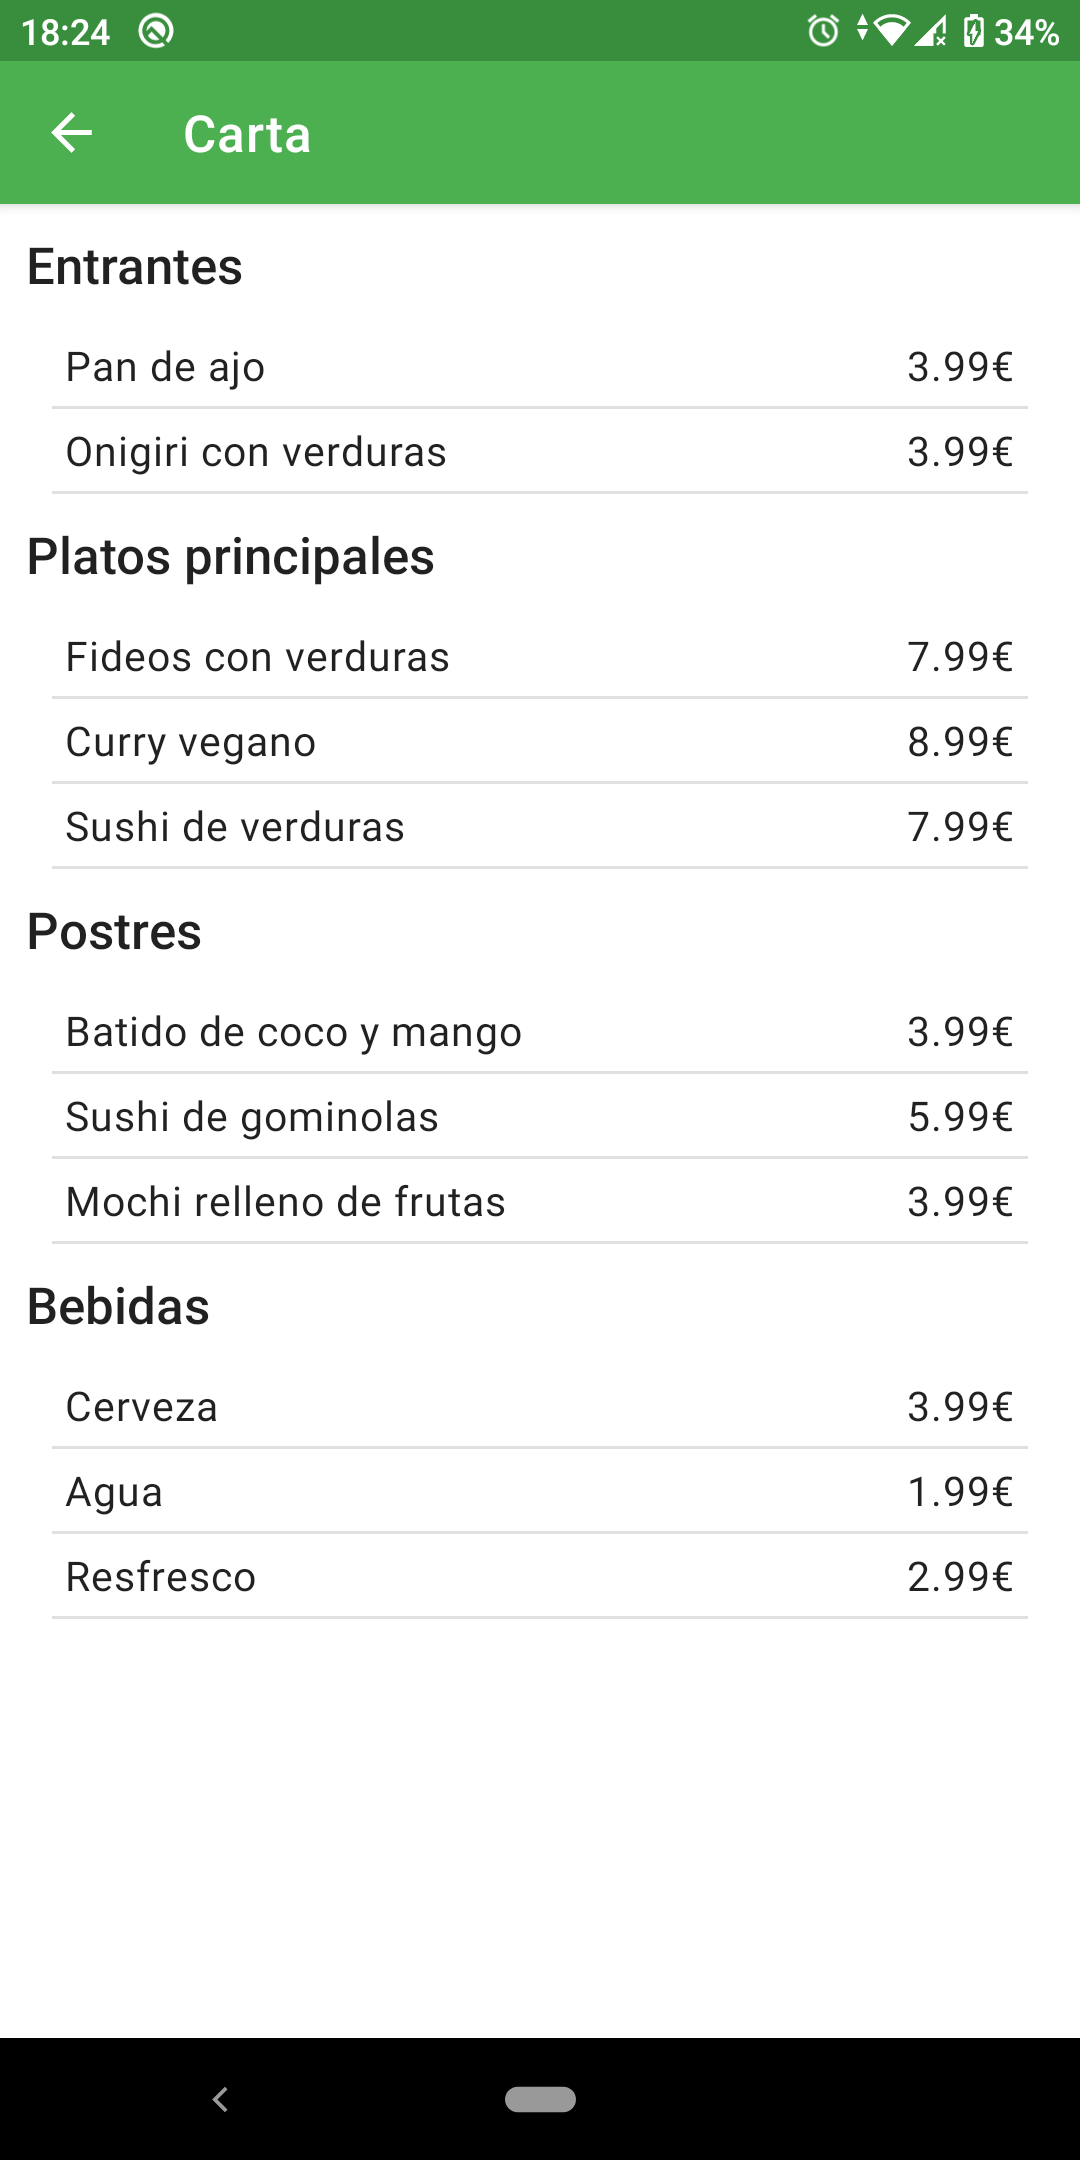 18:24 34%
Carta
Entrantes
Pan de ajo 3.99€
Onigiri con verduras 3.99€
Platos principales
Fideos con verduras 7.99€
Curry vegano 8.99€
Sushi de verduras 7.99€
Postres
Batido de coco y mango 3.99€
Sushi de gominolas 5.99€
Mochi relleno de frutas 3.99€
Bebidas
Cerveza 3.99€
Agua 1.99€
Resfresco 2.99€